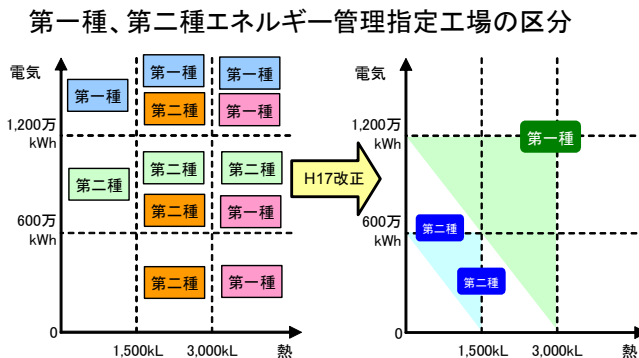 第一種、第二種エネルギー管理指定工場の区分
電気
第一種
第一種
第一種
第二種
第一種
1,200万
kWh
第二種
第二種
第二種
第二種
第一種
600万
kWh
第二種
第一種
0
1,500kL
3,000kL
熱
H17改正
電気
1,200万
kWh
第一種
600万
kWh
第二種
第二種
0
1,500kL
3,000kL
熱